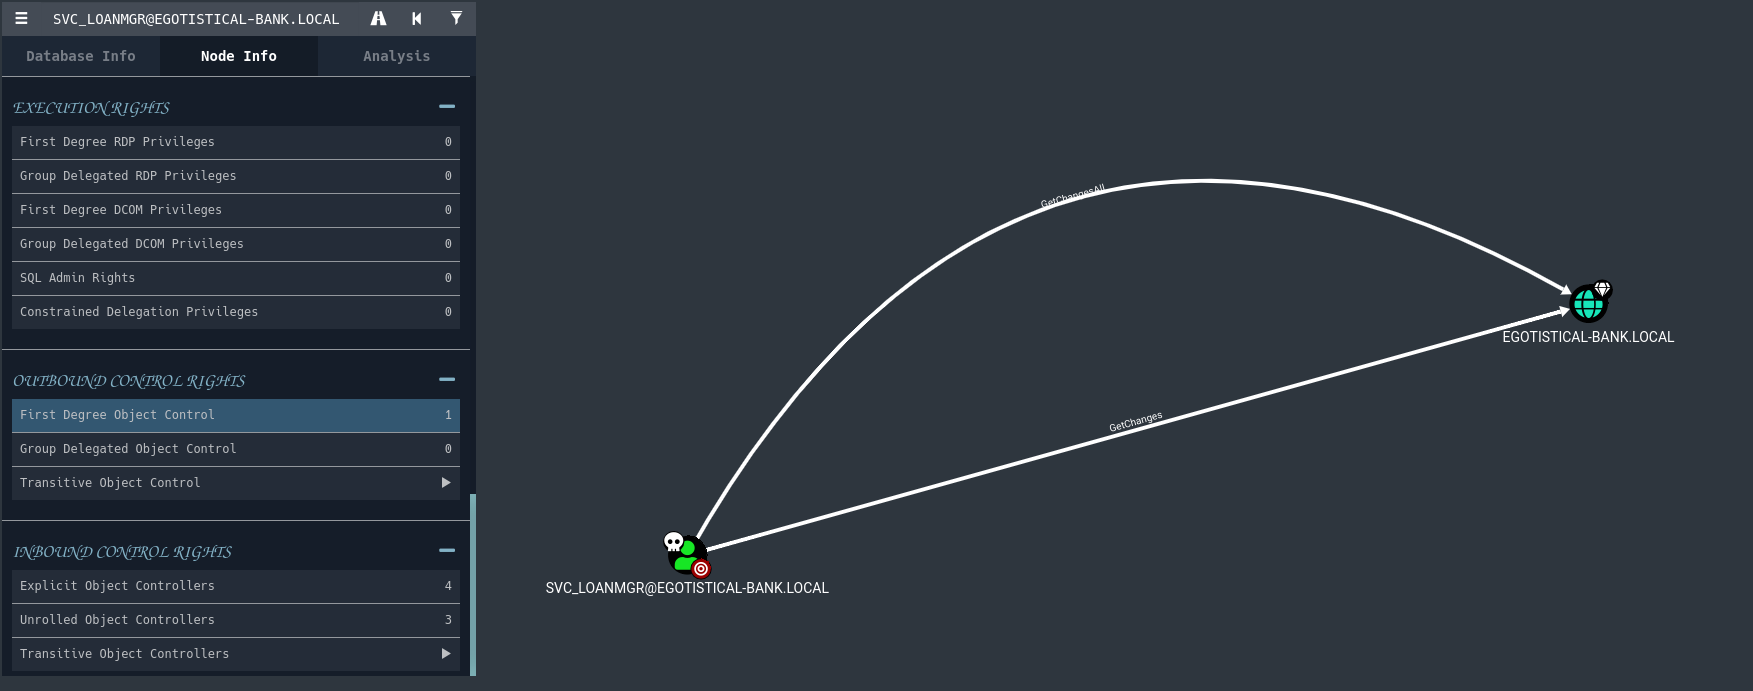 SVC_LOANMGR@EGOTISTICAL-BANK.LOCAL
Database Info
Node Info
Analysis
EXECUTION RIGHTS
First Degree RDP Privileges 0
Group Delegated RDP Privileges 0
First Degree DCOM Privileges 0
Group Delegated DCOM Privileges 0
SQL Admin Rights 0
Constrained Delegation Privileges 0
OUTBOUND CONTROL RIGHTS
First Degree Object Control 1
Group Delegated Object Control 0
Transitive Object Control
INBOUND CONTROL RIGHTS
Explicit Object Controllers 4
Unrolled Object Controllers 3
Transitive Object Controllers
GetChangesAll
EGOTISTICAL-BANK.LOCAL
GetChanges
SVC_LOANMGR@EGOTISTICAL-BANK.LOCAL